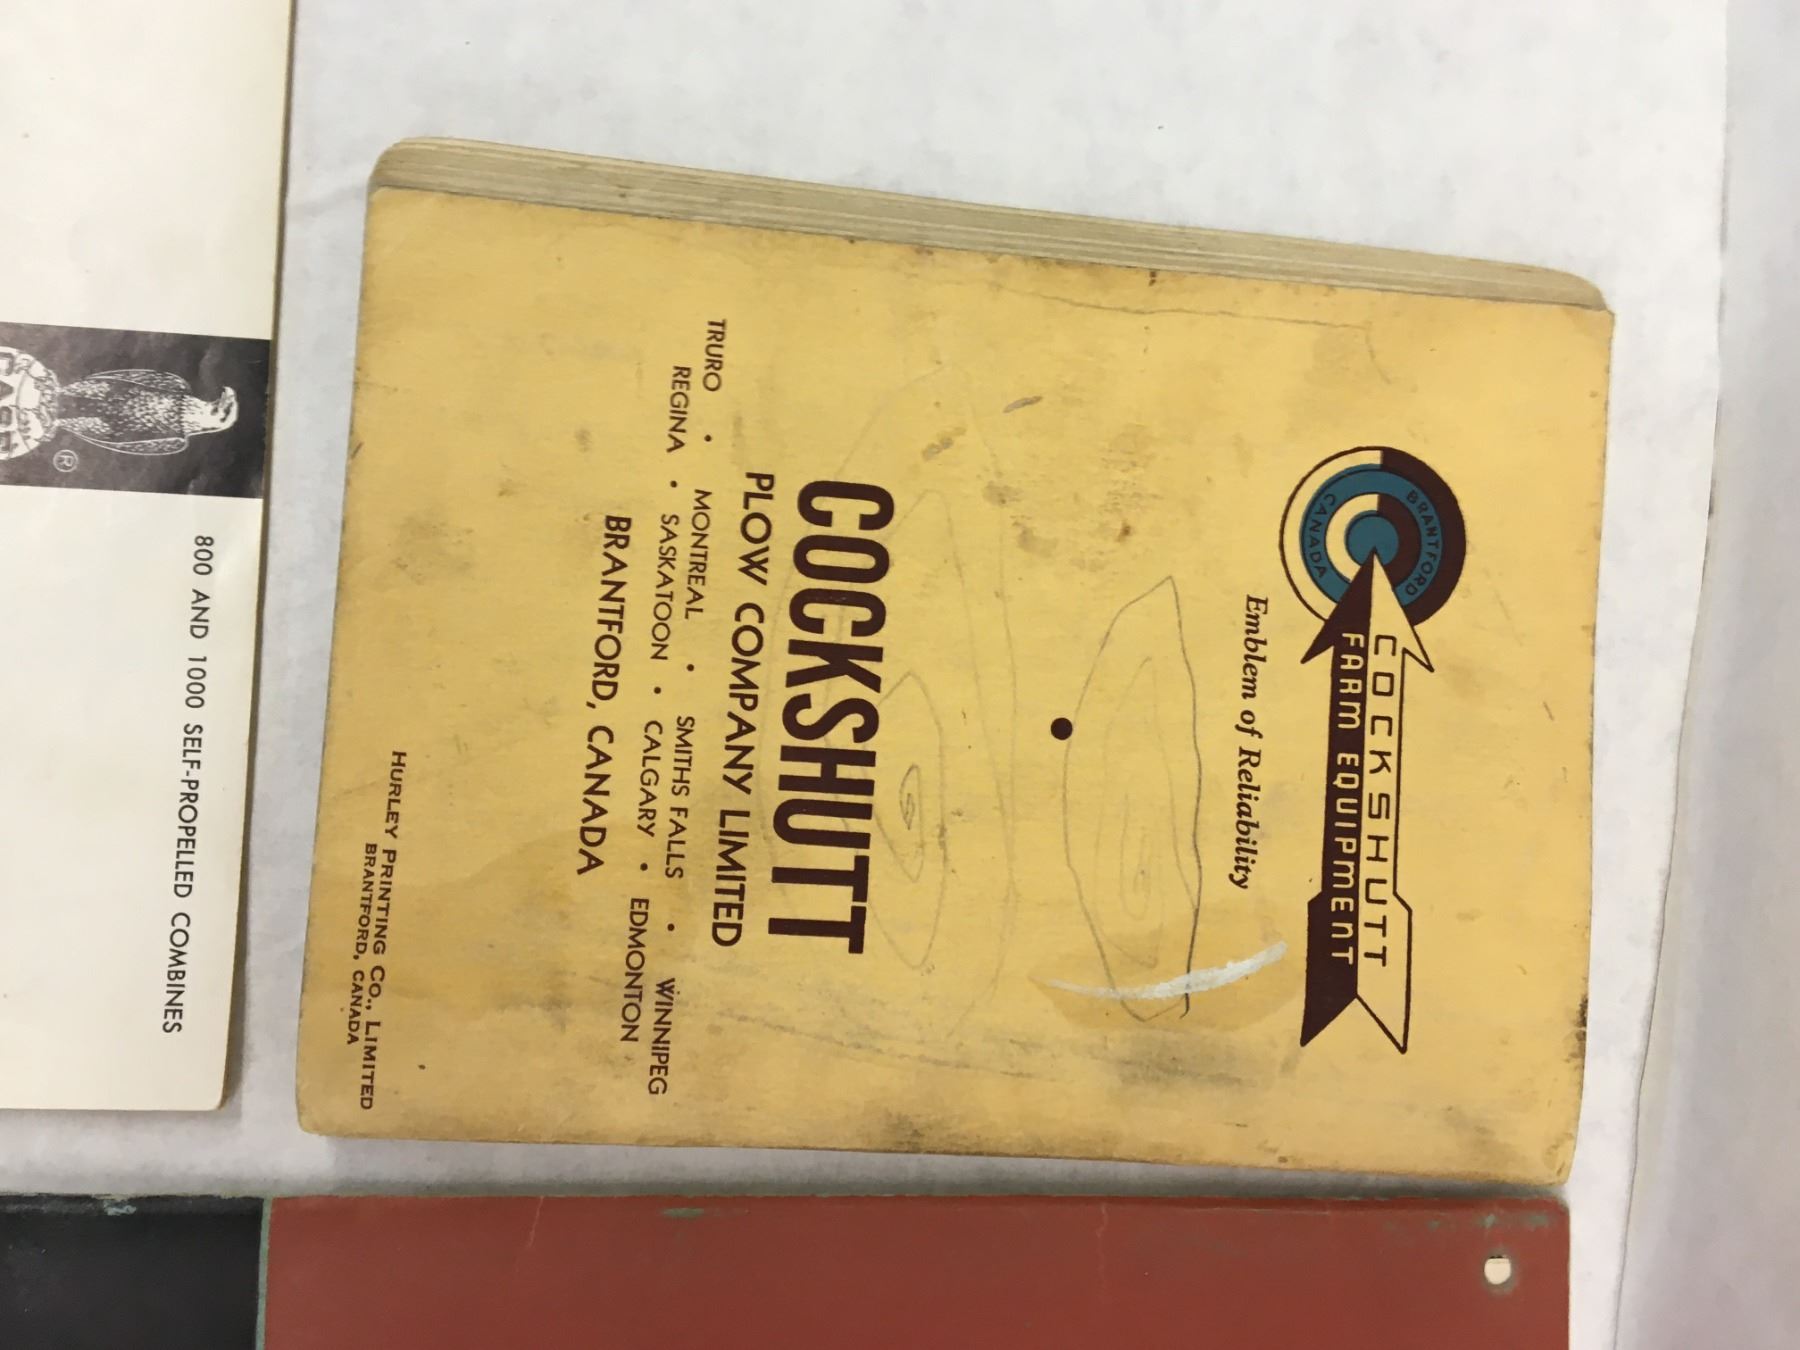 COCKSHUTT
FARM EQUIPMENT
BRANTFORD
CANADA
Emblem of Reliability
COCKSHUTT
PLOW COMPANY LIMITED
TRURO • MONTREAL • SMITHS FALLS • WINNIPEG
REGINA • SASKATOON • CALGARY • EDMONTON
BRANTFORD, CANADA
HURLEY PRINTING CO., LIMITED
BRANTFORD, CANADA
CASE
®
800 AND 1000 SELF-PROPELLED COMBINES